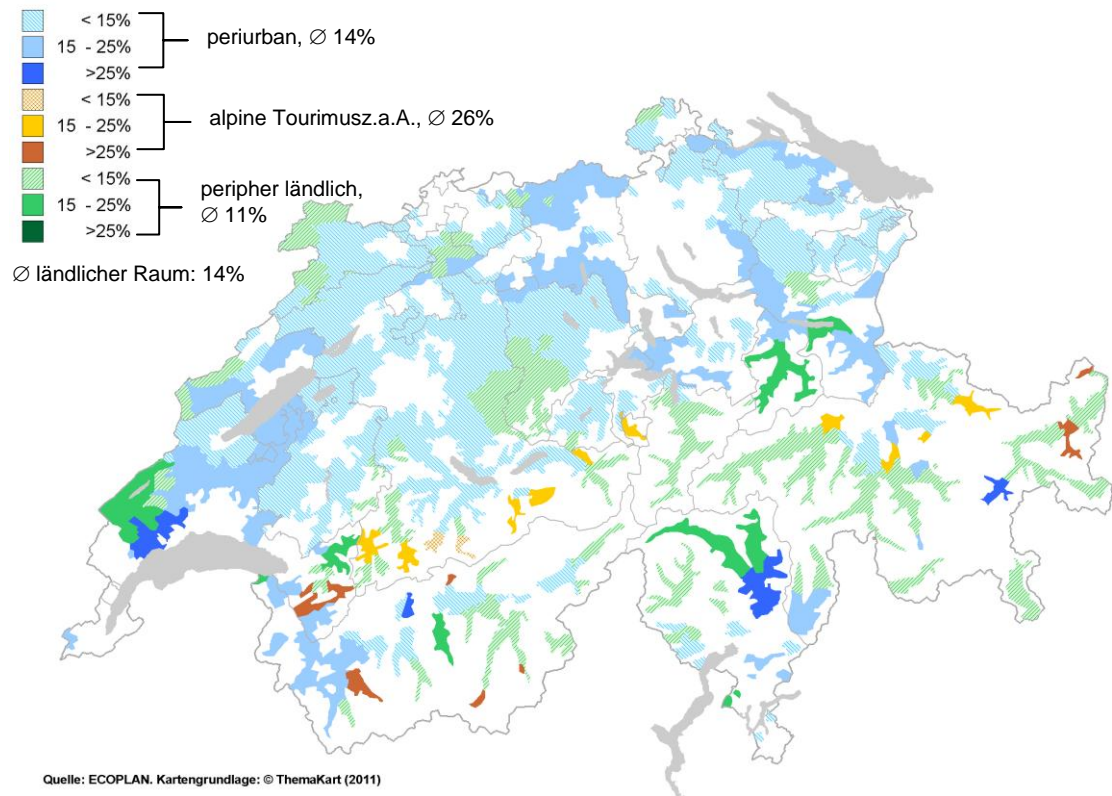 < 15%
15 - 25%
>25%
periurban, ∅ 14%
< 15%
15 - 25%
>25%
alpine Tourimusz.a.A., ∅ 26%
< 15%
15 - 25%
>25%
peripher ländlich,
∅ 11%
∅ ländlicher Raum: 14%
Quelle: ECOPLAN. Kartengrundlage: © ThemaKart (2011)